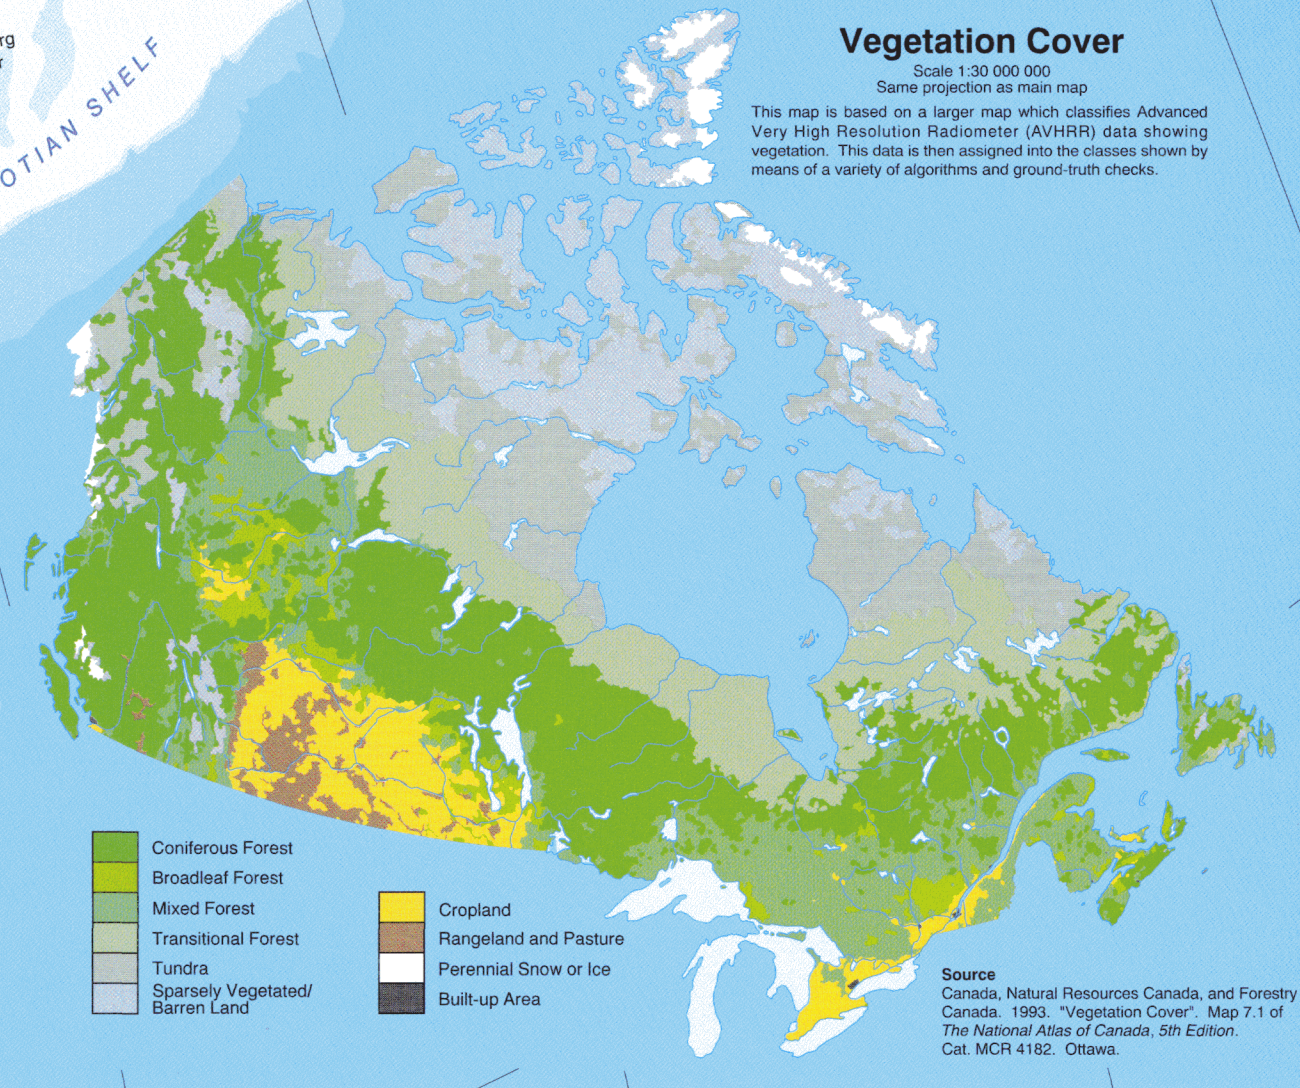 rg
r
OTIAN SHELF
Vegetation Cover
Scale 1:30 000 000
Same projection as main map
This map is based on a larger map which classifies Advanced
Very High Resolution Radiometer (AVHRR) data showing
vegetation. This data is then assigned into the classes shown by
means of a variety of algorithms and ground-truth checks.
Coniferous Forest
Broadleaf Forest
Mixed Forest
Transitional Forest
Tundra
Sparsely Vegetated/
Barren Land
Cropland
Rangeland and Pasture
Perennial Snow or Ice
Built-up Area
Source
Canada, Natural Resources Canada, and Forestry
Canada. 1993. "Vegetation Cover". Map 7.1 of
The National Atlas of Canada, 5th Edition.
Cat. MCR 4182. Ottawa.